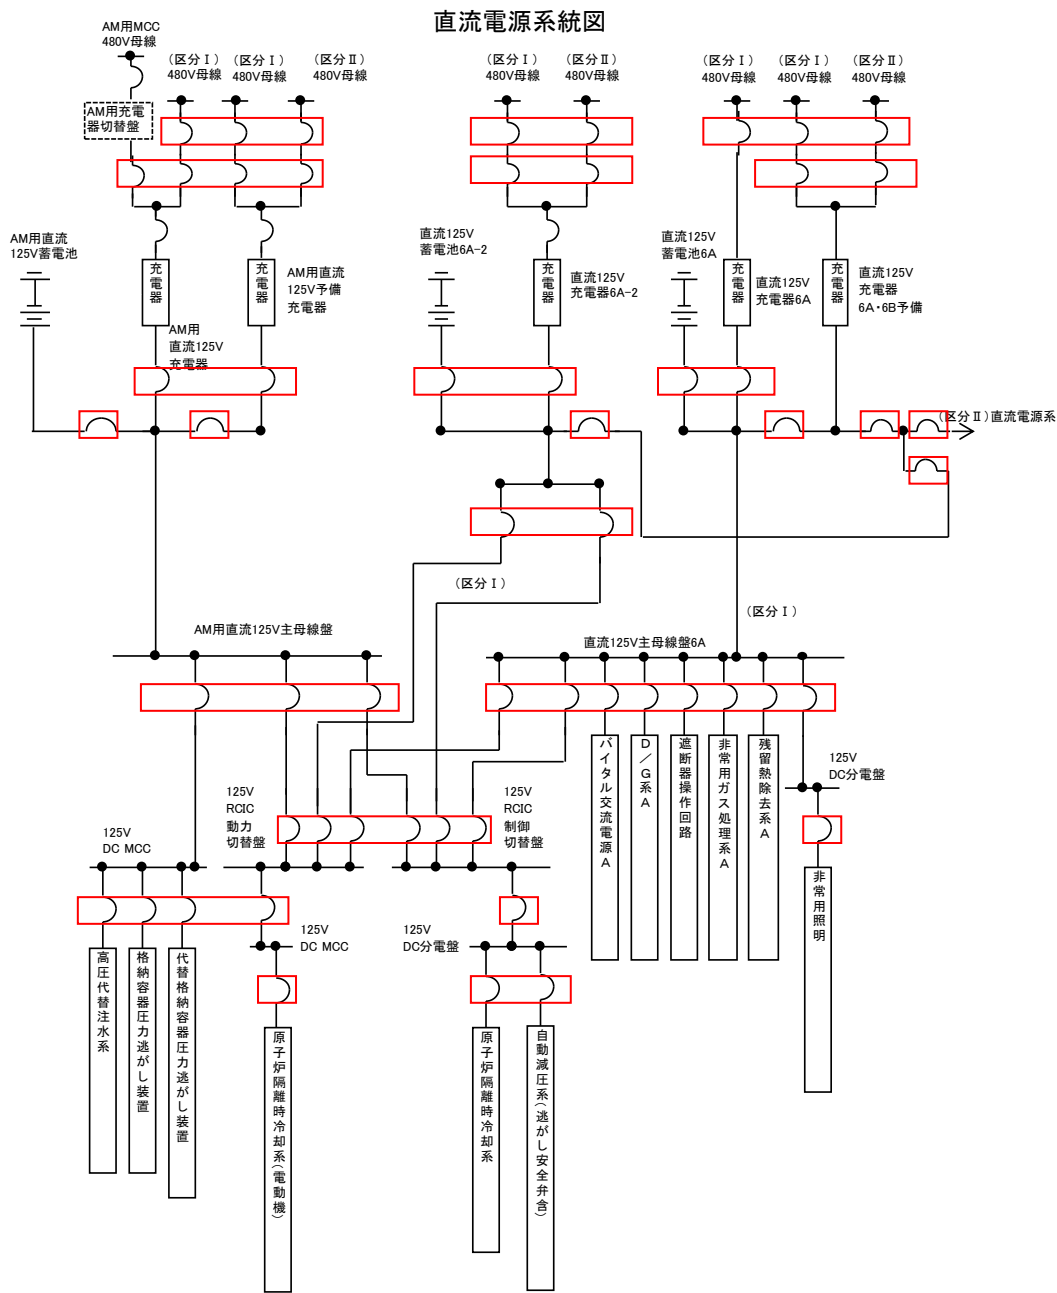 直流電源系統図
AM用MCC
480V母線
(区分Ⅰ)
480V母線
(区分Ⅰ)
480V母線
(区分Ⅱ)
480V母線
(区分Ⅰ)
480V母線
(区分Ⅱ)
480V母線
(区分Ⅰ)
480V母線
(区分Ⅰ)
480V母線
(区分Ⅱ)
480V母線
AM用充電
器切替盤
AM用直流
125V蓄電池
充電器
AM用
直流125V
充電器
充電器
AM用直流
125V予備
充電器
直流125V
蓄電池6A-2
充電器
直流125V
充電器6A-2
直流125V
蓄電池6A
充電器
直流125V
充電器6A
充電器
直流125V
充電器
6A・6B予備
(区分Ⅱ)直流電源系
(区分Ⅰ)
(区分Ⅰ)
AM用直流125V主母線盤
直流125V主母線盤6A
バイタル交流電源A
D/G系A
遮断器操作回路
非常用ガス処理系A
残留熱除去系A
125V
DC分電盤
非常用照明
125V
RCIC
動力
切替盤
125V
RCIC
制御
切替盤
125V
DC MCC
125V
DC MCC
125V
DC分電盤
高圧代替注水系
格納容器圧力逃がし装置
代替格納容器圧力逃がし装置
原子炉隔離時冷却系(電動機)
原子炉隔離時冷却系
自動減圧系(逃がし安全弁含)